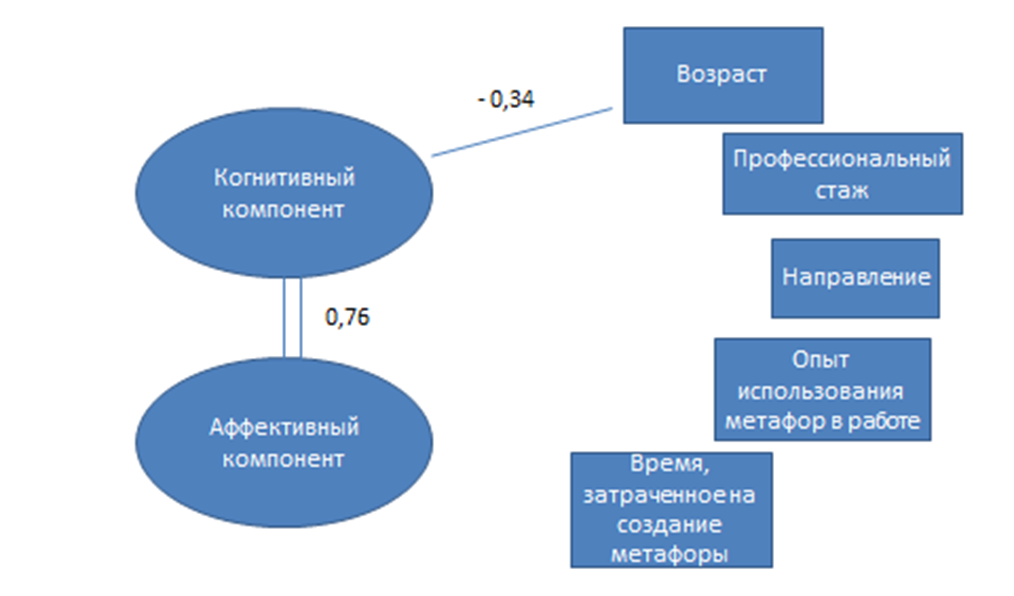 Возраст
- 0,34
Профессиональный
стаж
Когнитивный
компонент
Направление
0,76
Опыт
использования
метафор в работе
Аффективный
компонент
Время,
затраченное на
создание
метафоры